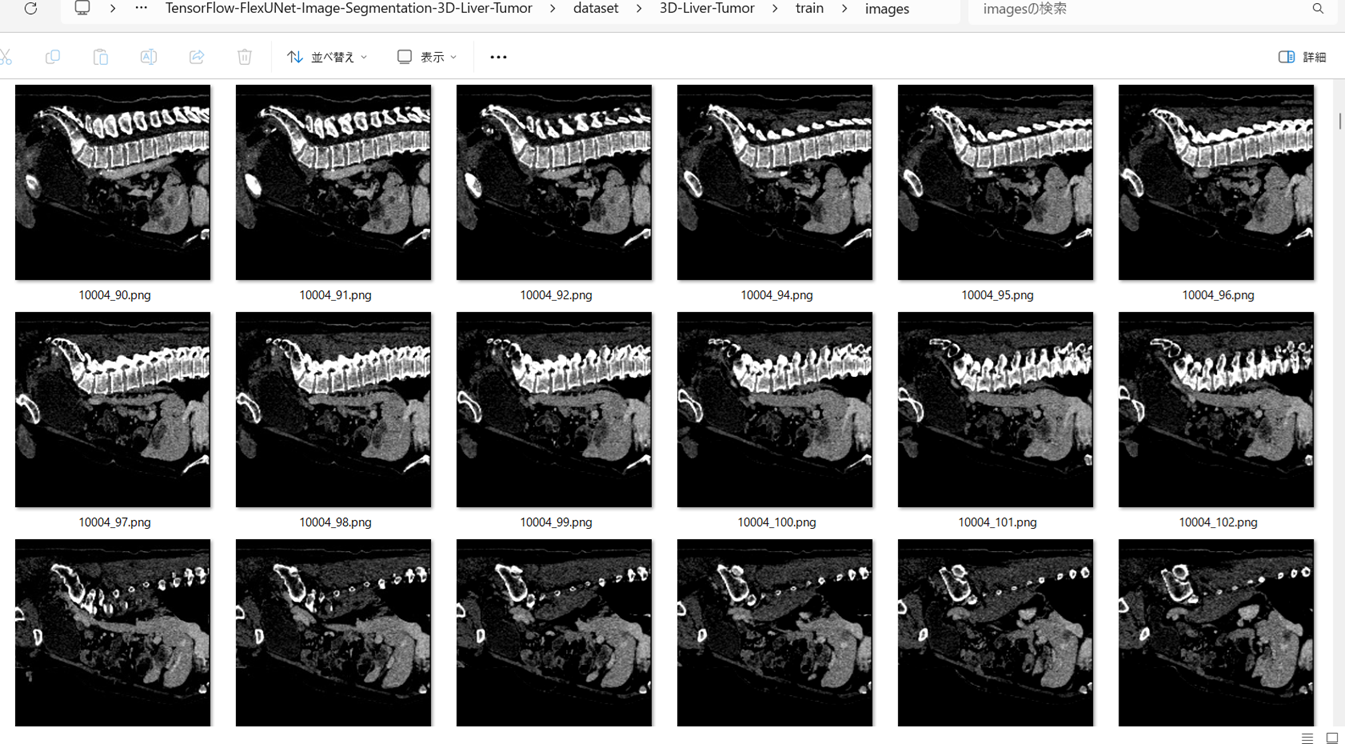 TensorFlow-FlexUNet-Image-Segmentation-3D-Liver-Tumor > dataset > 3D-Liver-Tumor > train > images
imagesの検索
並べ替え
表示
詳細
10004_90.png
10004_91.png
10004_92.png
10004_94.png
10004_95.png
10004_96.png
10004_97.png
10004_98.png
10004_99.png
10004_100.png
10004_101.png
10004_102.png